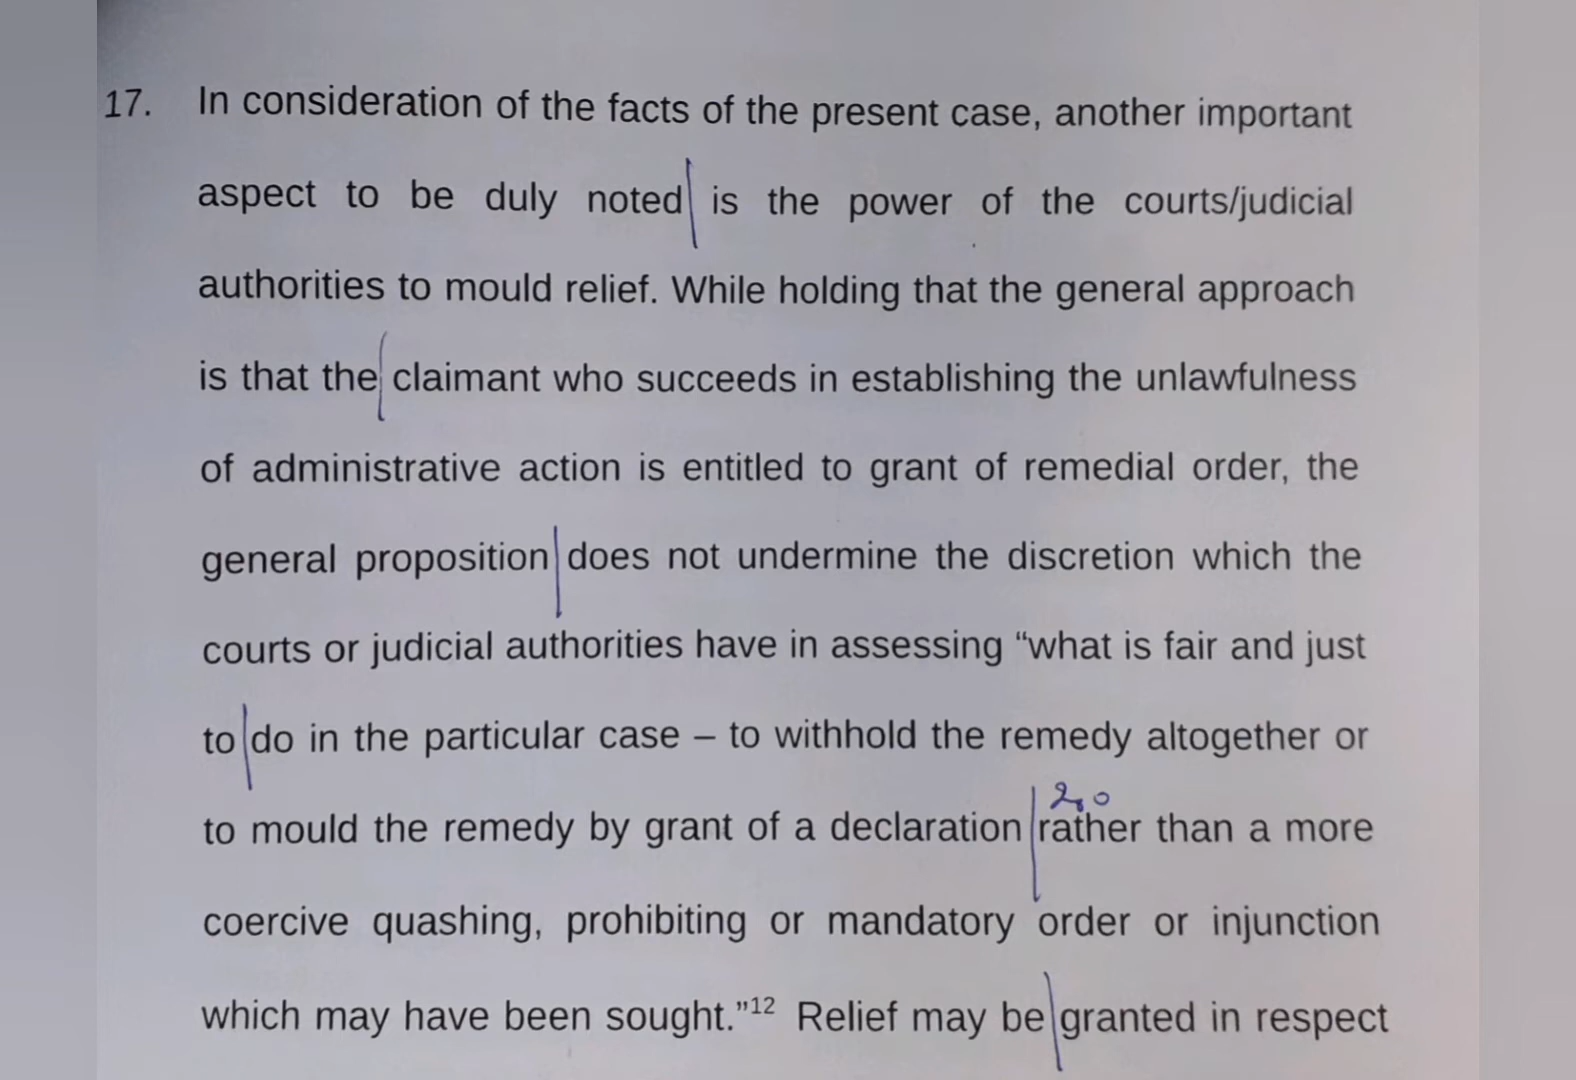 17. In consideration of the facts of the present case, another important
aspect to be duly noted is the power of the courts/judicial
authorities to mould relief. While holding that the general approach
is that the claimant who succeeds in establishing the unlawfulness
of administrative action is entitled to grant of remedial order, the
general proposition does not undermine the discretion which the
courts or judicial authorities have in assessing “what is fair and just
to do in the particular case – to withhold the remedy altogether or
to mould the remedy by grant of a declaration rather than a more
coercive quashing, prohibiting or mandatory order or injunction
which may have been sought.”12 Relief may be granted in respect